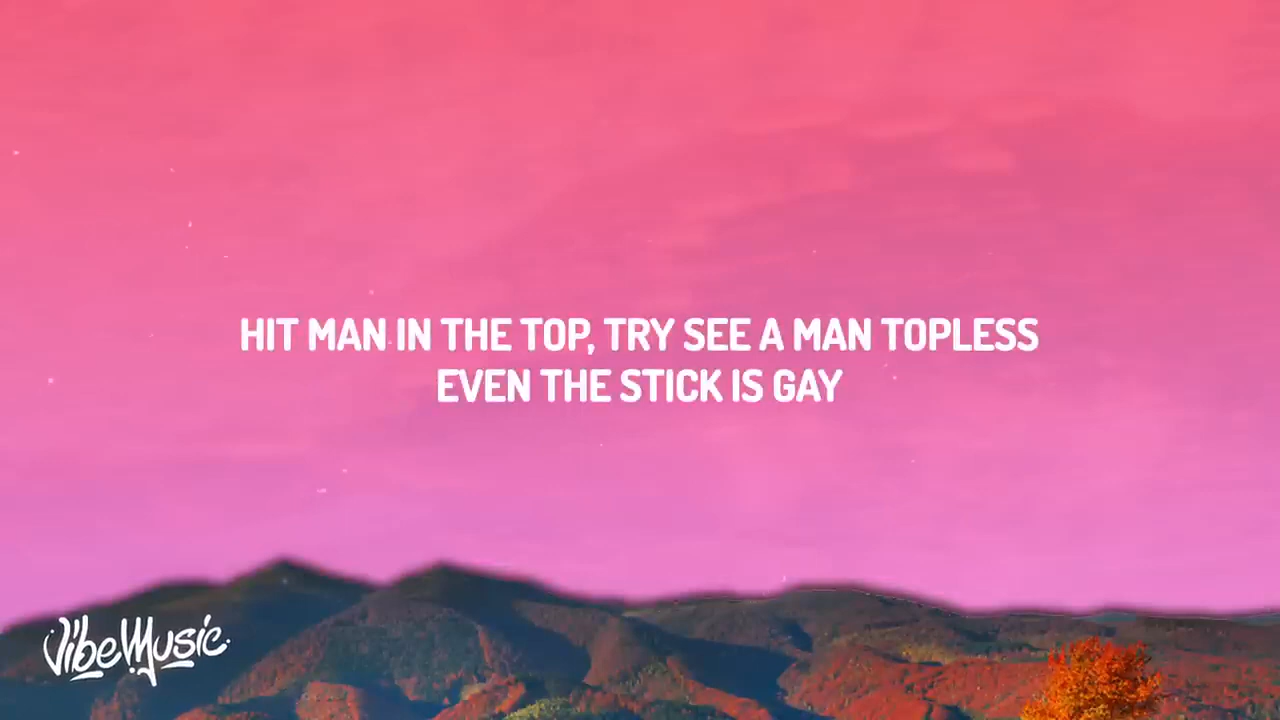 HIT MAN IN THE TOP, TRY SEE A MAN TOPLESS
EVEN THE STICK IS GAY
VibeMusic